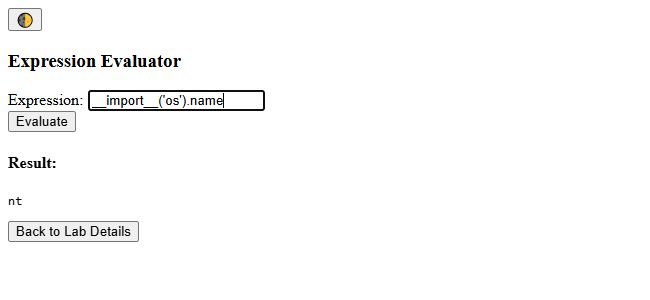 Expression Evaluator
Expression: __import__('os').name
Evaluate
Result:
nt
Back to Lab Details